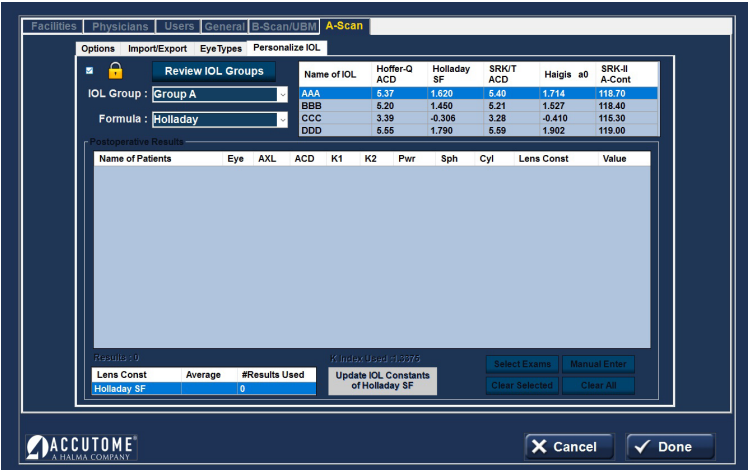 Facilities Physicians Users General B-Scan/UBM A-Scan
Options Import/Export EyeTypes Personalize IOL
Review IOL Groups
IOL Group : Group A
Formula : Holladay
Name of IOL Hoffer-Q ACD Holladay SF SRK/T ACD Haigis a0 SRK-II A-Cont
AAA 5.37 1.620 5.40 1.714 118.70
BBB 5.20 1.450 5.21 1.527 118.40
CCC 3.39 -0.306 3.28 -0.410 115.30
DDD 5.55 1.790 5.59 1.902 119.00
Postoperative Results
Name of Patients Eye AXL ACD K1 K2 Pwr Sph Cyl Lens Const Value
Results : 0 K Index Used :1.3375
Lens Const Average #Results Used
Holladay SF 0
Update IOL Constants
of Holladay SF
Select Exams Manual Enter
Clear Selected Clear All
ACCUTOME®
A HALMA COMPANY
Cancel Done